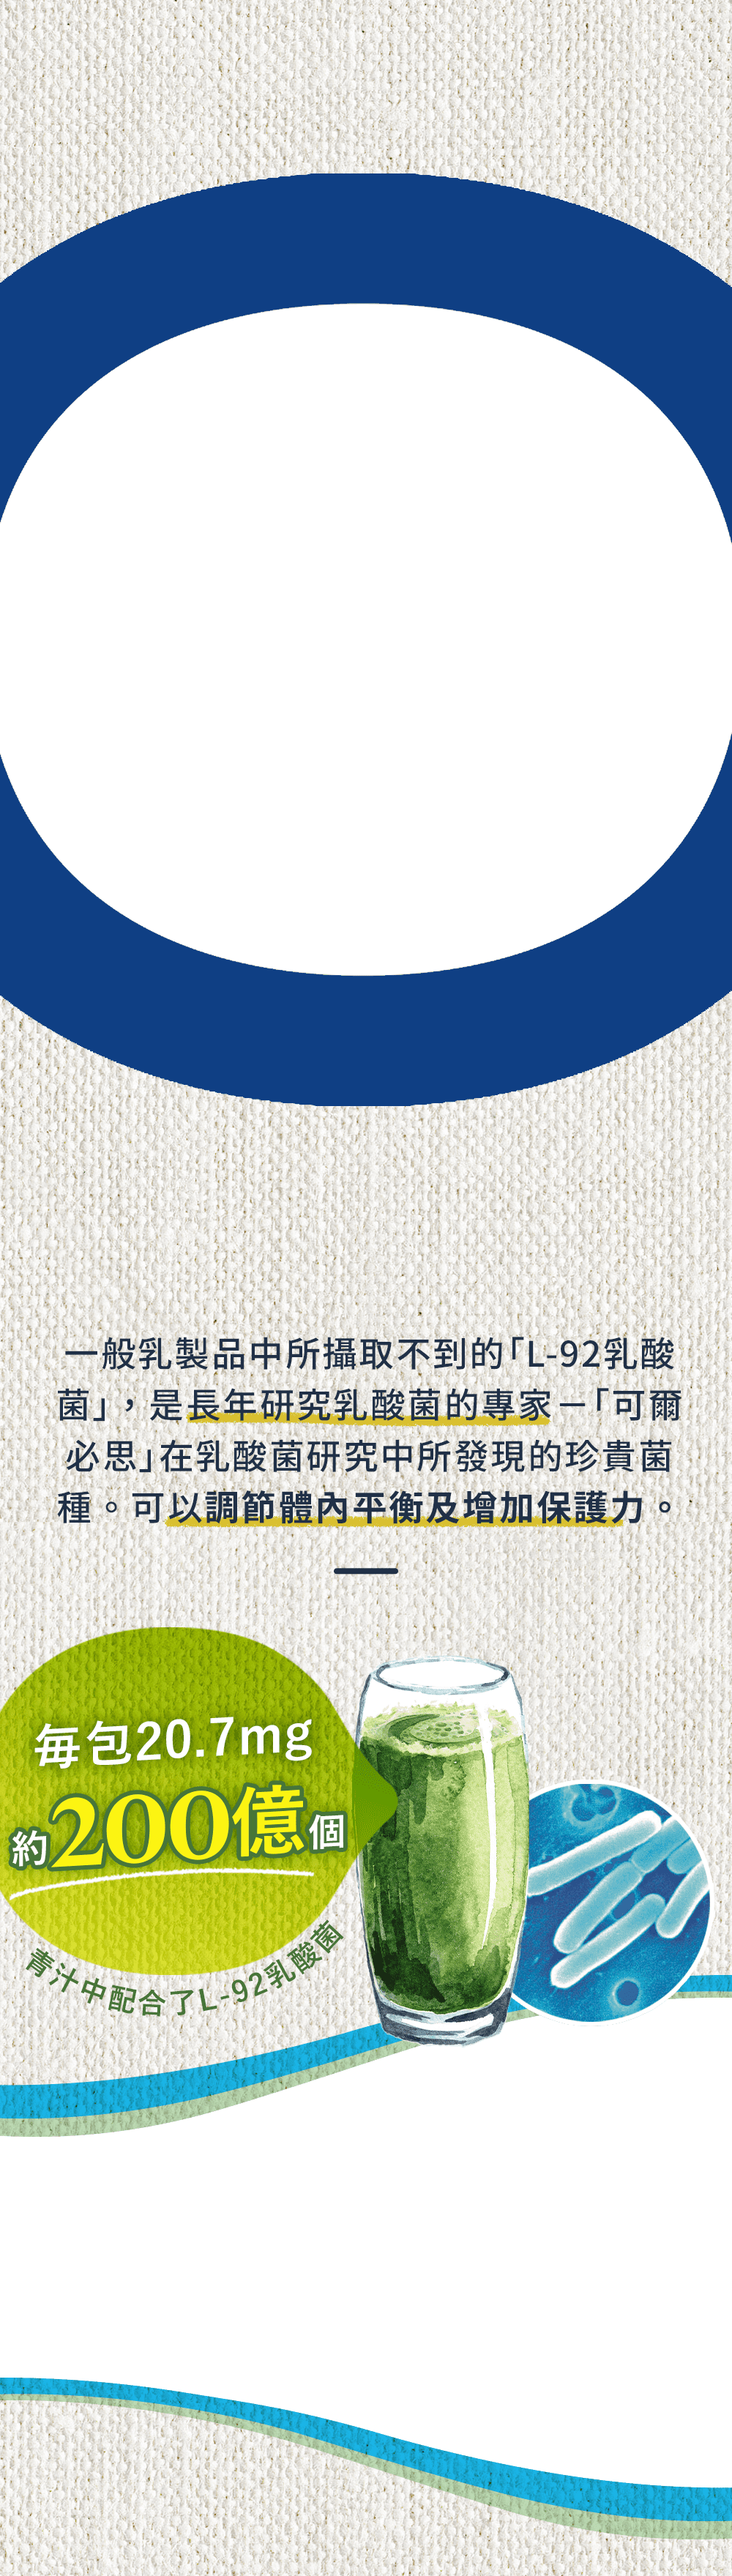 一般乳製品中所攝取不到的「L-92乳酸
菌」，是長年研究乳酸菌的專家－「可爾
必思」在乳酸菌研究中所發現的珍貴菌
種。可以調節體內平衡及增加保護力。
每包20.7mg
約200億個
青汁中配合了L-92乳酸菌